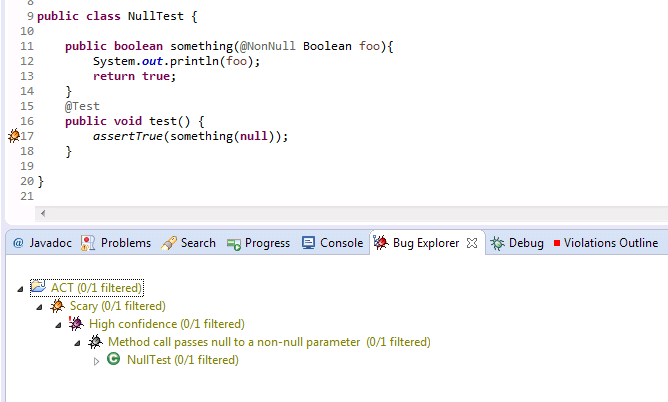 8
9 public class NullTest {
10
11 public boolean something(@NonNull Boolean foo){
12 System.out.println(foo);
13 return true;
14 }
15 @Test
16 public void test() {
17 assertTrue(something(null));
18 }
19
20 }
21
@ Javadoc Problems Search Progress Console Bug Explorer Debug Violations Outline
ACT (0/1 filtered)
Scary (0/1 filtered)
High confidence (0/1 filtered)
Method call passes null to a non-null parameter (0/1 filtered)
NullTest (0/1 filtered)